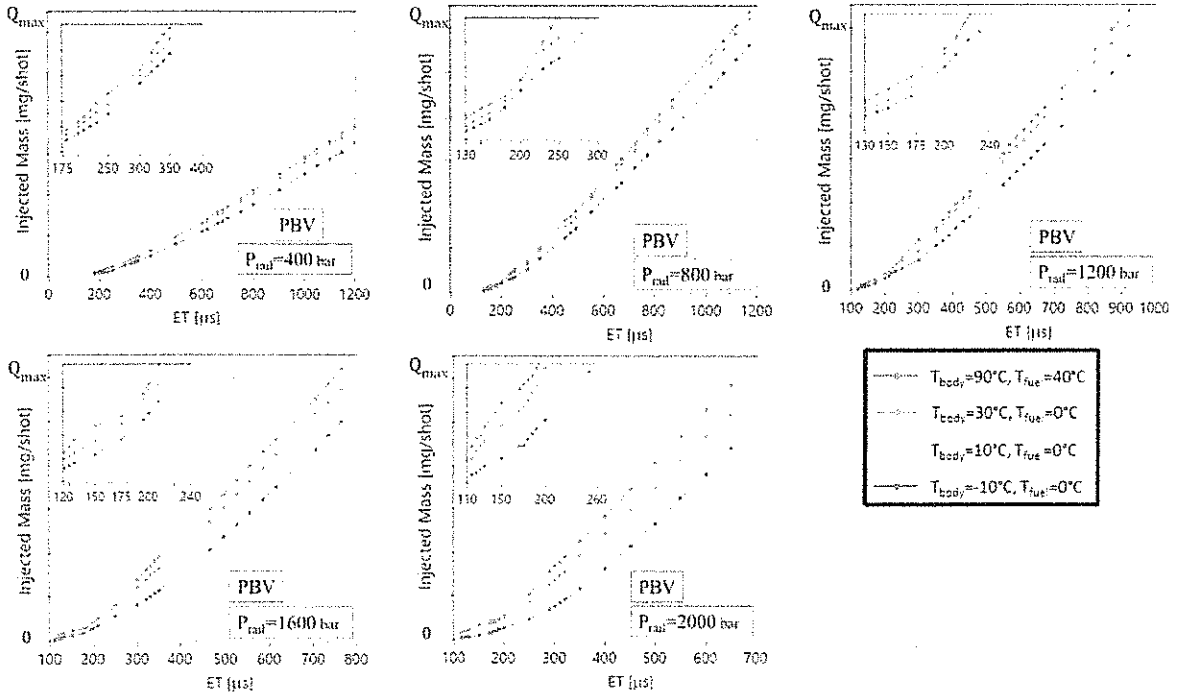 Qmax
Injected Mass [mg/shot]
175 250 300 350 400
PBV
Prail=400 bar
0
0 200 400 600 800 1000 1200
ET [µs]
Qmax
Injected Mass [mg/shot]
130 200 250 300
PBV
Prail=800 bar
0
0 200 400 600 800 1000 1200
ET [µs]
Qmax
Injected Mass [mg/shot]
130 150 175 200 240
PBV
Prail=1200 bar
0
100 200 300 400 500 600 700 800 900 1000
ET [µs]
Qmax
Injected Mass [mg/shot]
120 150 175 200 240
PBV
Prail=1600 bar
0
100 200 300 400 500 600 700 800
ET [µs]
Qmax
Injected Mass [mg/shot]
110 150 200 260
PBV
Prail=2000 bar
0
100 200 300 400 500 600 700
ET [µs]
Tbody=90°C, Tfuel=40°C
Tbody=30°C, Tfuel=0°C
Tbody=10°C, Tfuel=0°C
Tbody=-10°C, Tfuel=0°C